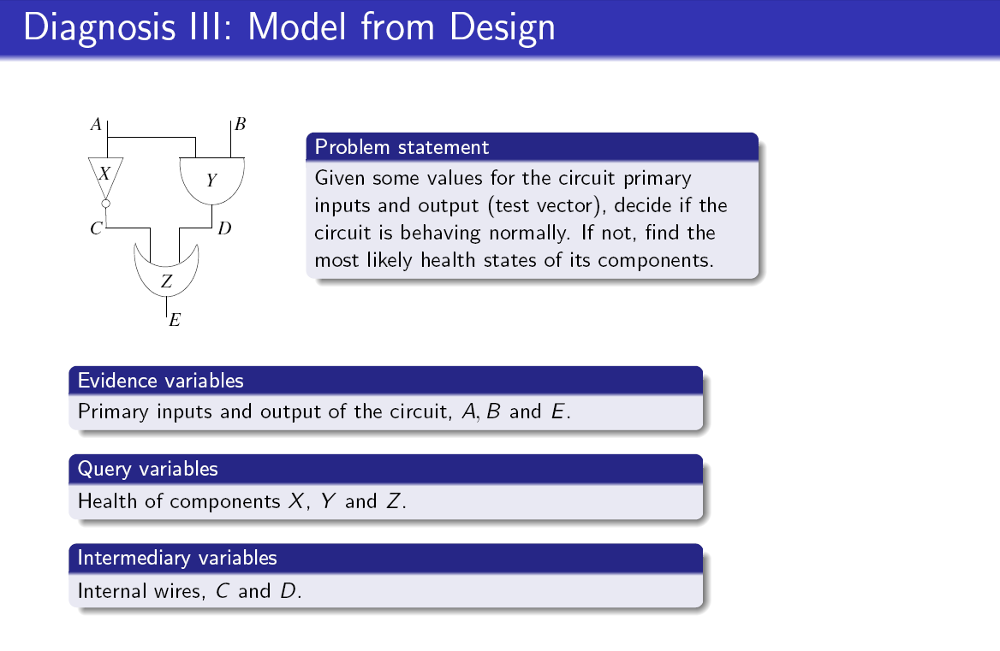 Diagnosis III: Model from Design
A
B
X
Y
C
D
Z
E
Problem statement
Given some values for the circuit primary
inputs and output (test vector), decide if the
circuit is behaving normally. If not, find the
most likely health states of its components.
Evidence variables
Primary inputs and output of the circuit, A, B and E.
Query variables
Health of components X, Y and Z.
Intermediary variables
Internal wires, C and D.